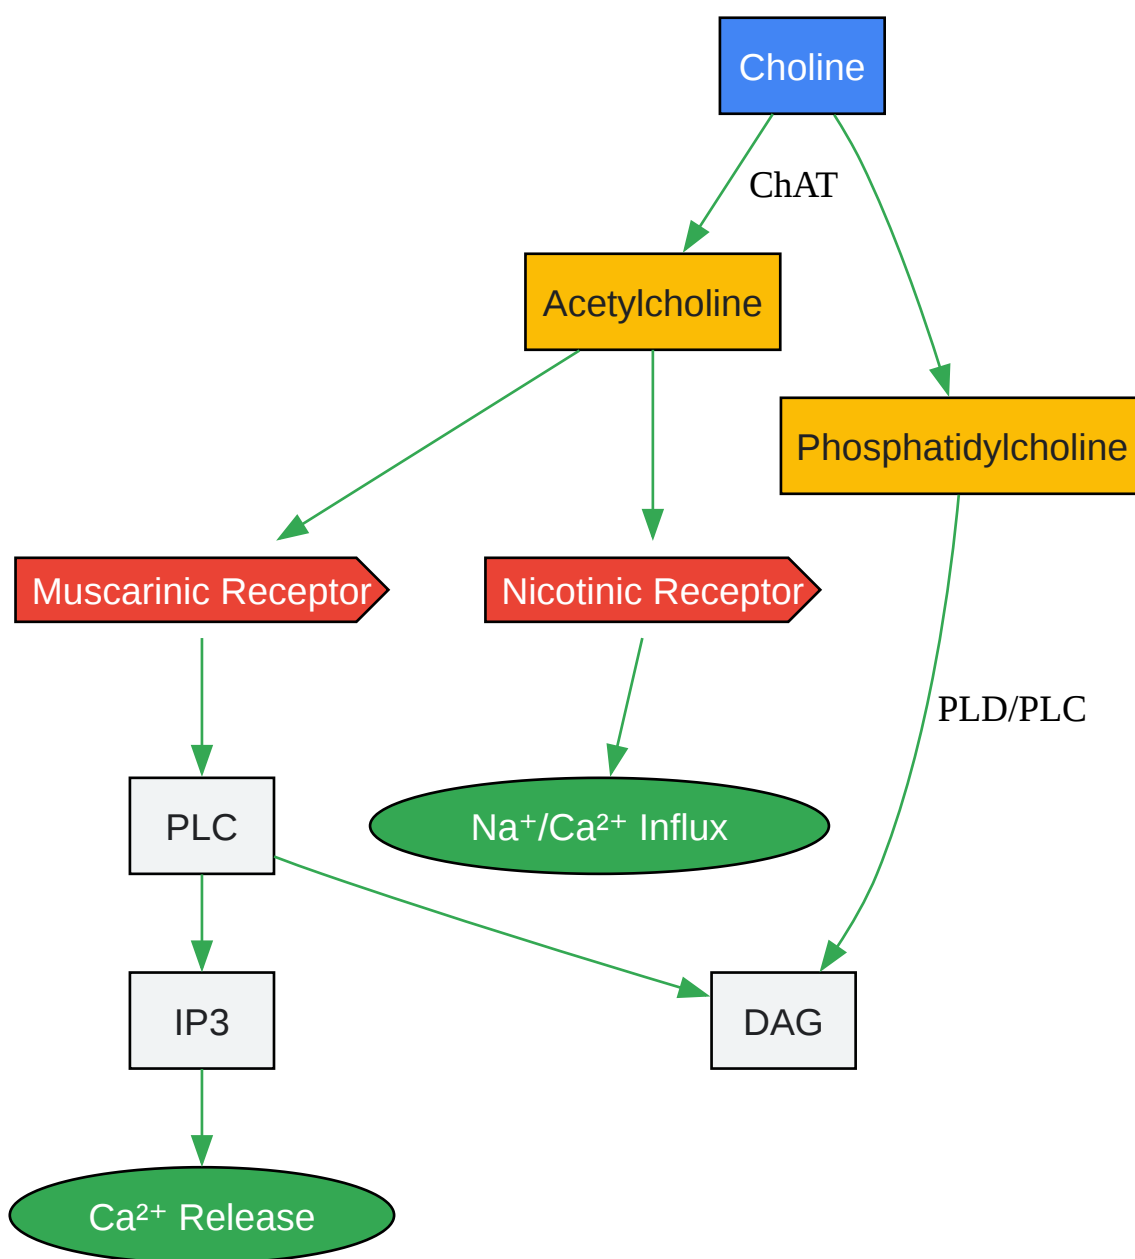 Choline
ChAT
Acetylcholine
Phosphatidylcholine
Muscarinic Receptor
Nicotinic Receptor
PLD/PLC
PLC
Na⁺/Ca²⁺ Influx
IP3
DAG
Ca²⁺ Release